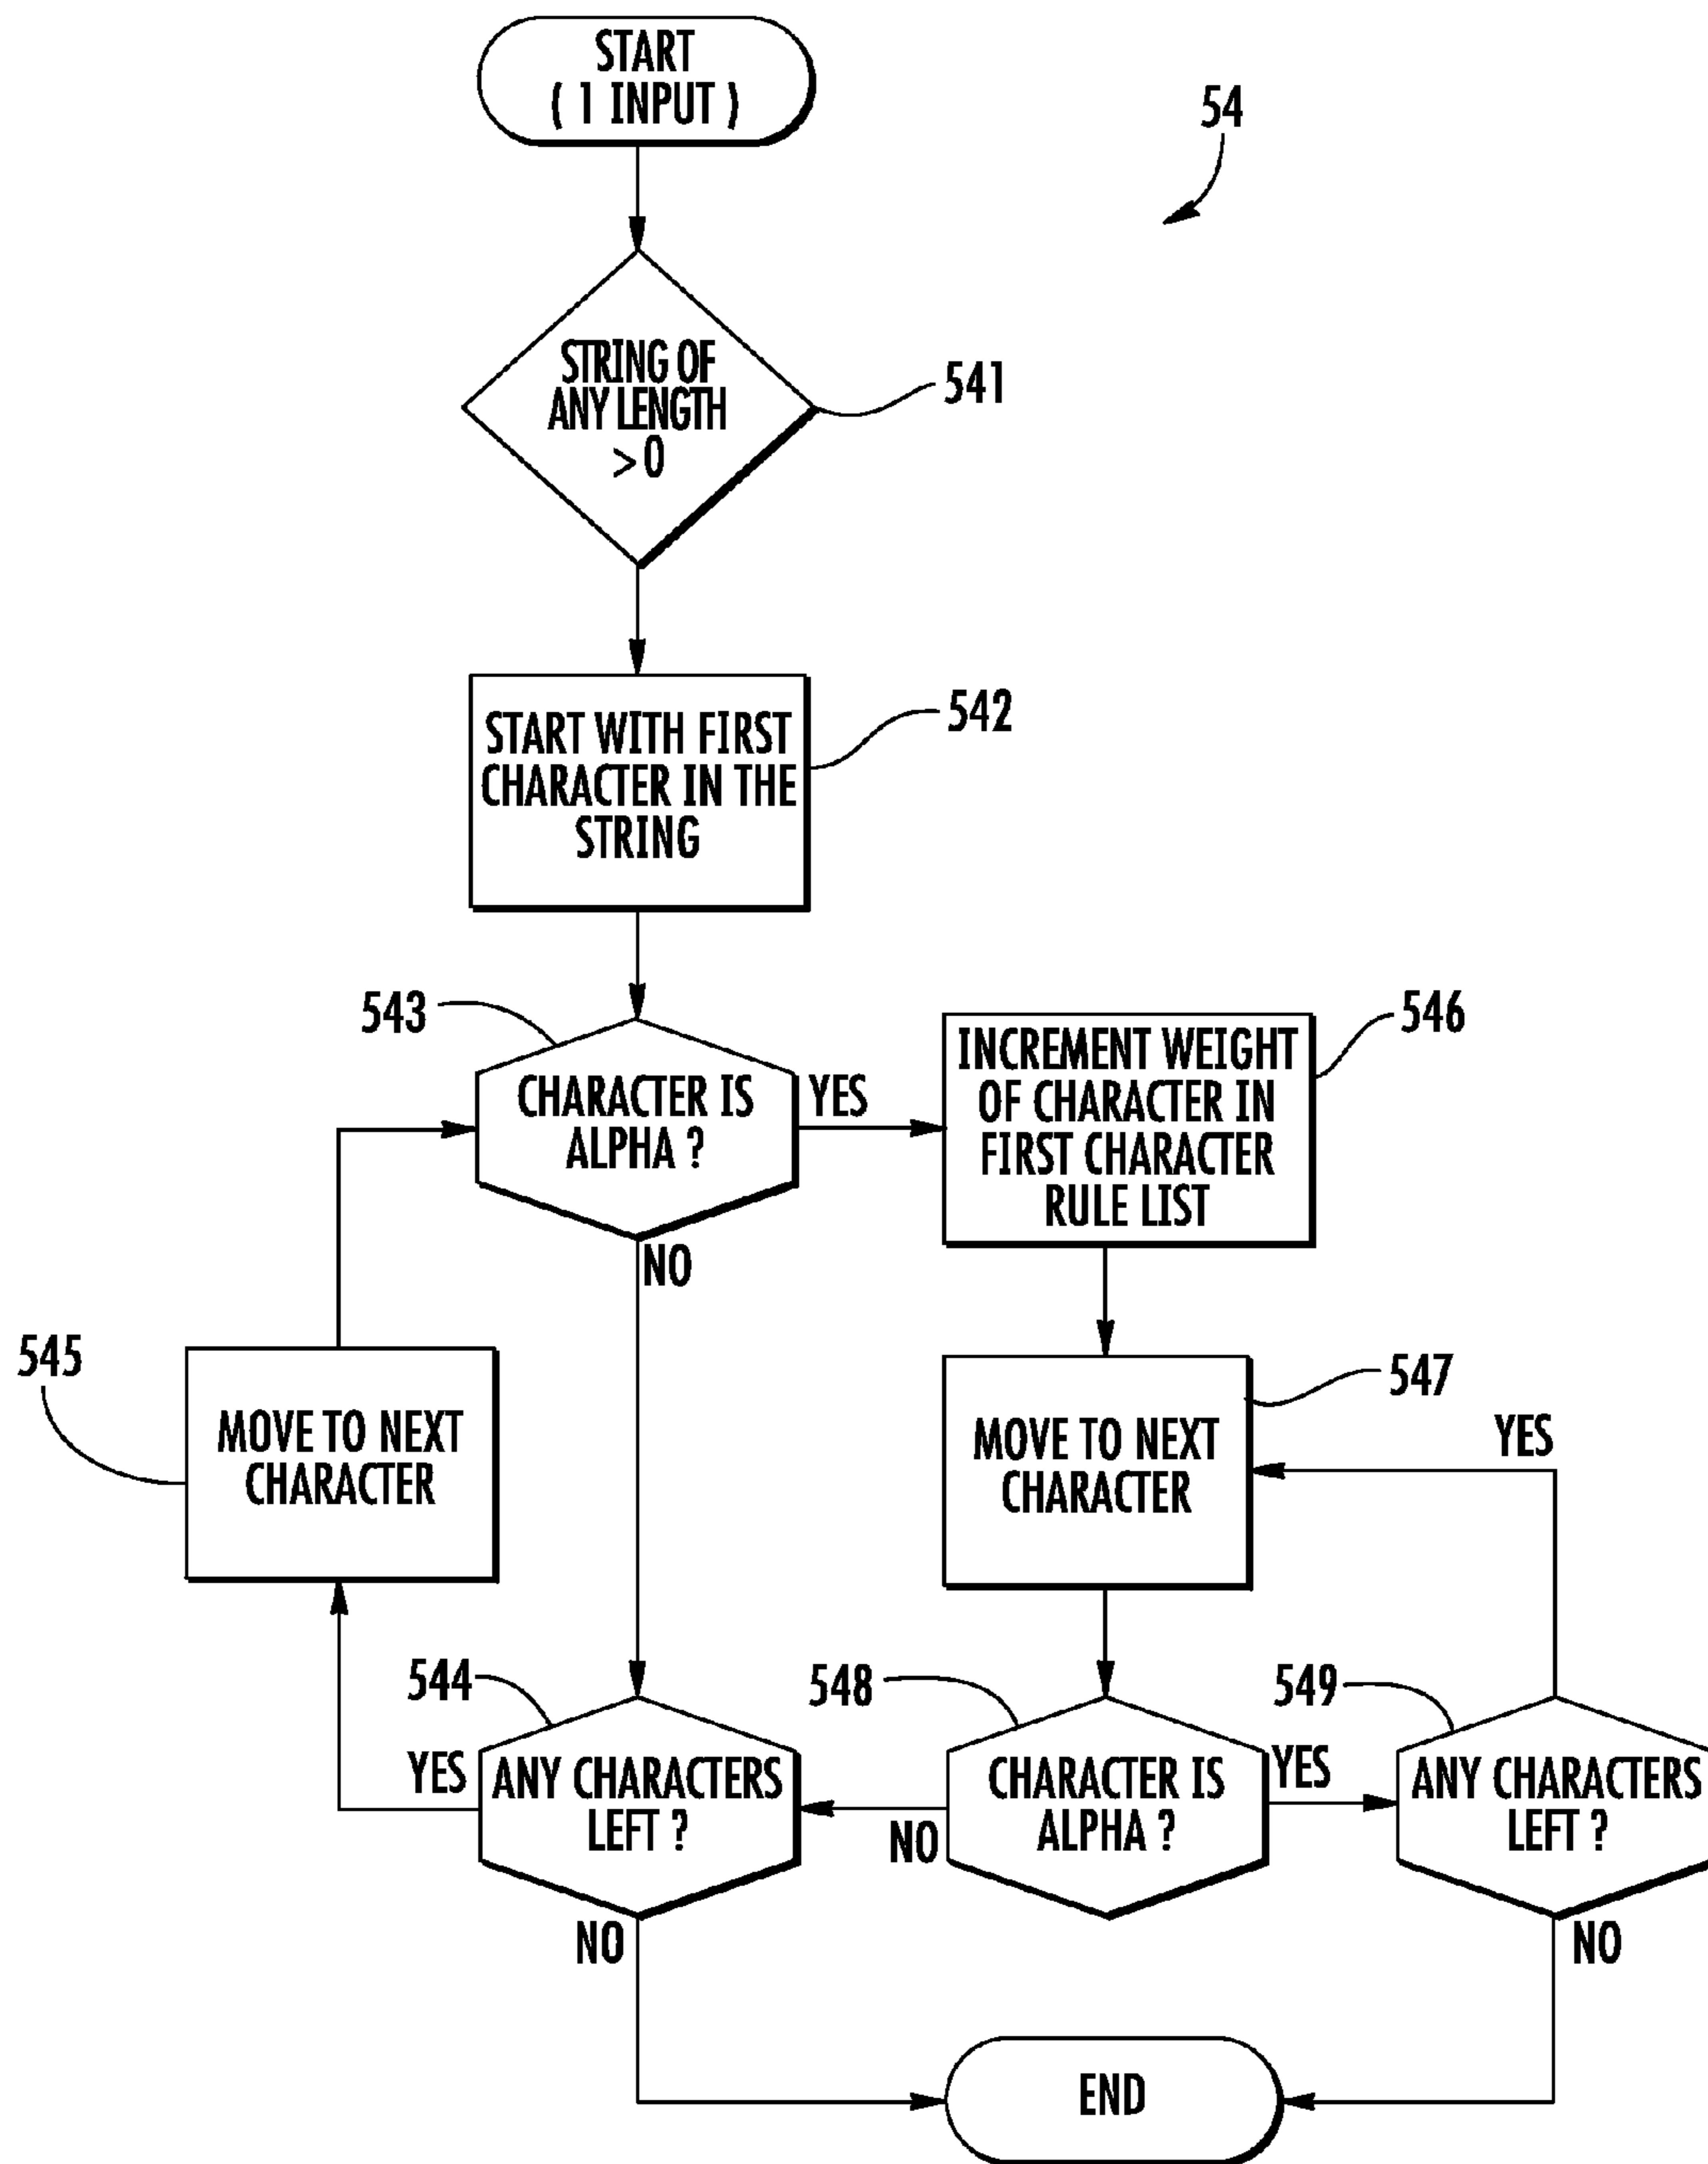 START
( 1 INPUT )
54
STRING OF
ANY LENGTH
> 0
541
START WITH FIRST
CHARACTER IN THE
STRING
542
543
CHARACTER IS
ALPHA ?
YES
NO
INCREMENT WEIGHT
OF CHARACTER IN
FIRST CHARACTER
RULE LIST
546
545
MOVE TO NEXT
CHARACTER
MOVE TO NEXT
CHARACTER
547
YES
544
YES
ANY CHARACTERS
LEFT ?
NO
548
CHARACTER IS
ALPHA ?
NO
YES
549
ANY CHARACTERS
LEFT ?
NO
END